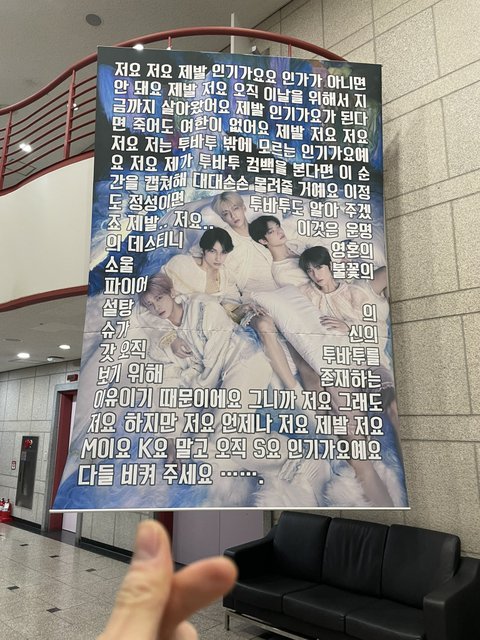 저요 저요 제발 인기가요요 인가가 아니면
안 돼요 제발 저요 오직 이날을 위해서 지
금까지 살아왔어요 제발 인기가요가 된다
면 죽어도 여한이 없어요 제발 저요 저요
저요 저는 투바투 밖에 모르는 인기가요예
요 저요 제가 투바투 컴백을 본다면 이 순
간을 캡쳐해 대대손손 물려줄 거예요 이정
도 정성이면 투바투도 알아 주겠
죠 제발.. 저요.. 이것은 운명
의 데스티니 영혼의
소울 불꽃의
파이어
설탕 의
슈가 신의
갓 오직 투바투를
보기 위해 존재하는
이유이기 때문이에요 그니까 저요 그래도
저요 하지만 저요 언제나 저요 제발 저요
M이요 K요 말고 오직 S요 인기가요예요
다들 비켜 주세요 …….